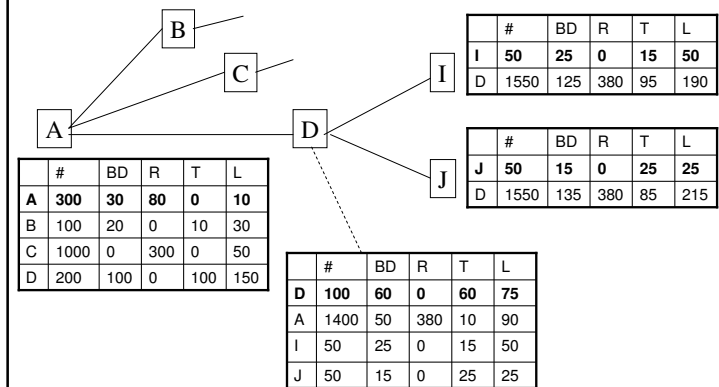 B
C
A
D
I
J
# BD R T L
I 50 25 0 15 50
D 1550 125 380 95 190
# BD R T L
J 50 15 0 25 25
D 1550 135 380 85 215
# BD R T L
A 300 30 80 0 10
B 100 20 0 10 30
C 1000 0 300 0 50
D 200 100 0 100 150
# BD R T L
D 100 60 0 60 75
A 1400 50 380 10 90
I 50 25 0 15 50
J 50 15 0 25 25